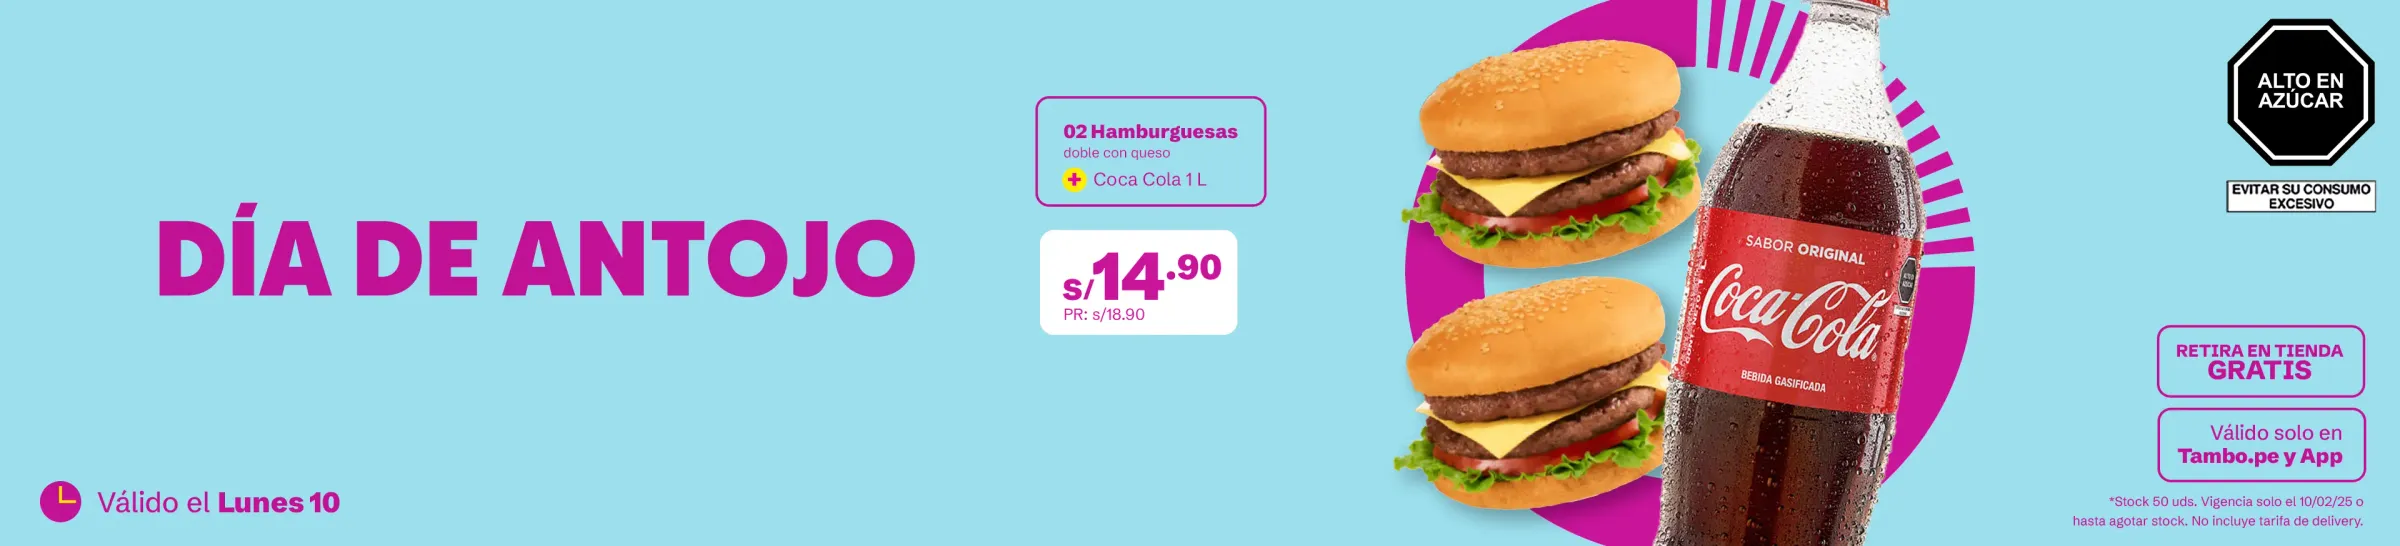 DÍA DE ANTOJO
Válido el Lunes 10
02 Hamburguesas
doble con queso
+ Coca Cola 1 L
S/14.90
PR: s/18.90
SABOR ORIGINAL
Coca-Cola
BEBIDA GASIFICADA
ALTO EN
AZÚCAR
EVITAR SU CONSUMO
EXCESIVO
RETIRA EN TIENDA
GRATIS
Válido solo en
Tambo.pe y App
*Stock 50 uds. Vigencia solo el 10/02/25 o
hasta agotar stock. No incluye tarifa de delivery.